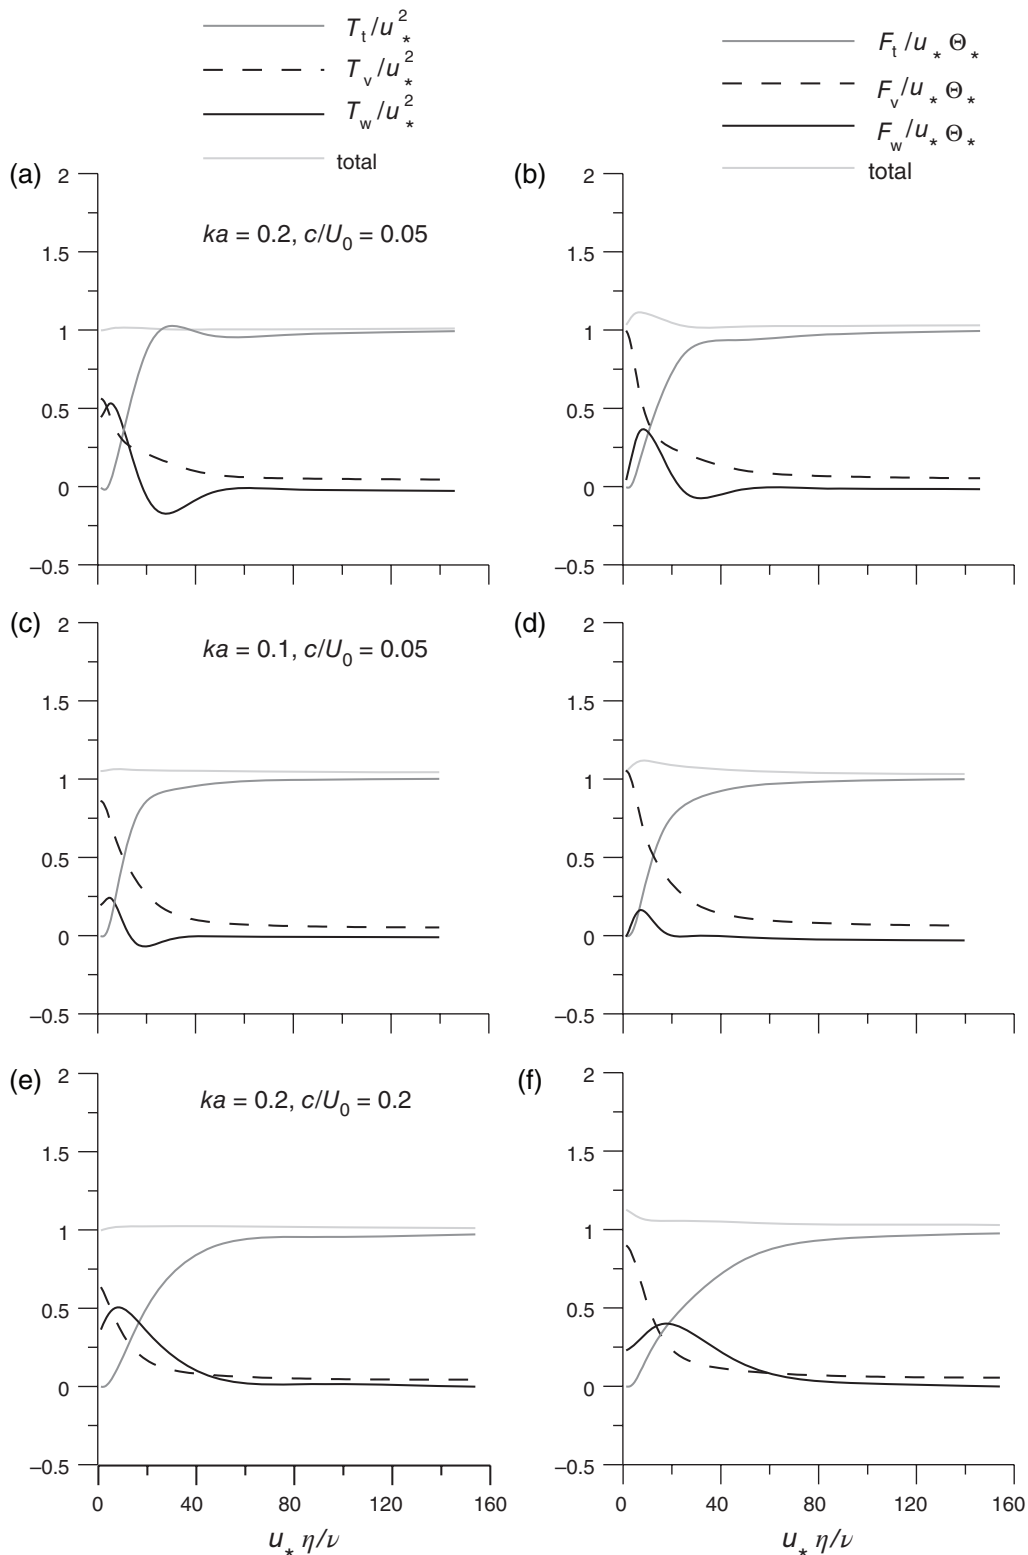 T_t/u_*^2
T_v/u_*^2
T_w/u_*^2
total
F_t/u_* Θ_*
F_v/u_* Θ_*
F_w/u_* Θ_*
total
(a)
2
1.5
1
0.5
0
−0.5
ka = 0.2, c/U_0 = 0.05
(b)
2
1.5
1
0.5
0
−0.5
(c)
2
1.5
1
0.5
0
−0.5
ka = 0.1, c/U_0 = 0.05
(d)
2
1.5
1
0.5
0
−0.5
(e)
2
1.5
1
0.5
0
−0.5
ka = 0.2, c/U_0 = 0.2
0 40 80 120 160
u_* η/ν
(f)
2
1.5
1
0.5
0
−0.5
0 40 80 120 160
u_* η/ν